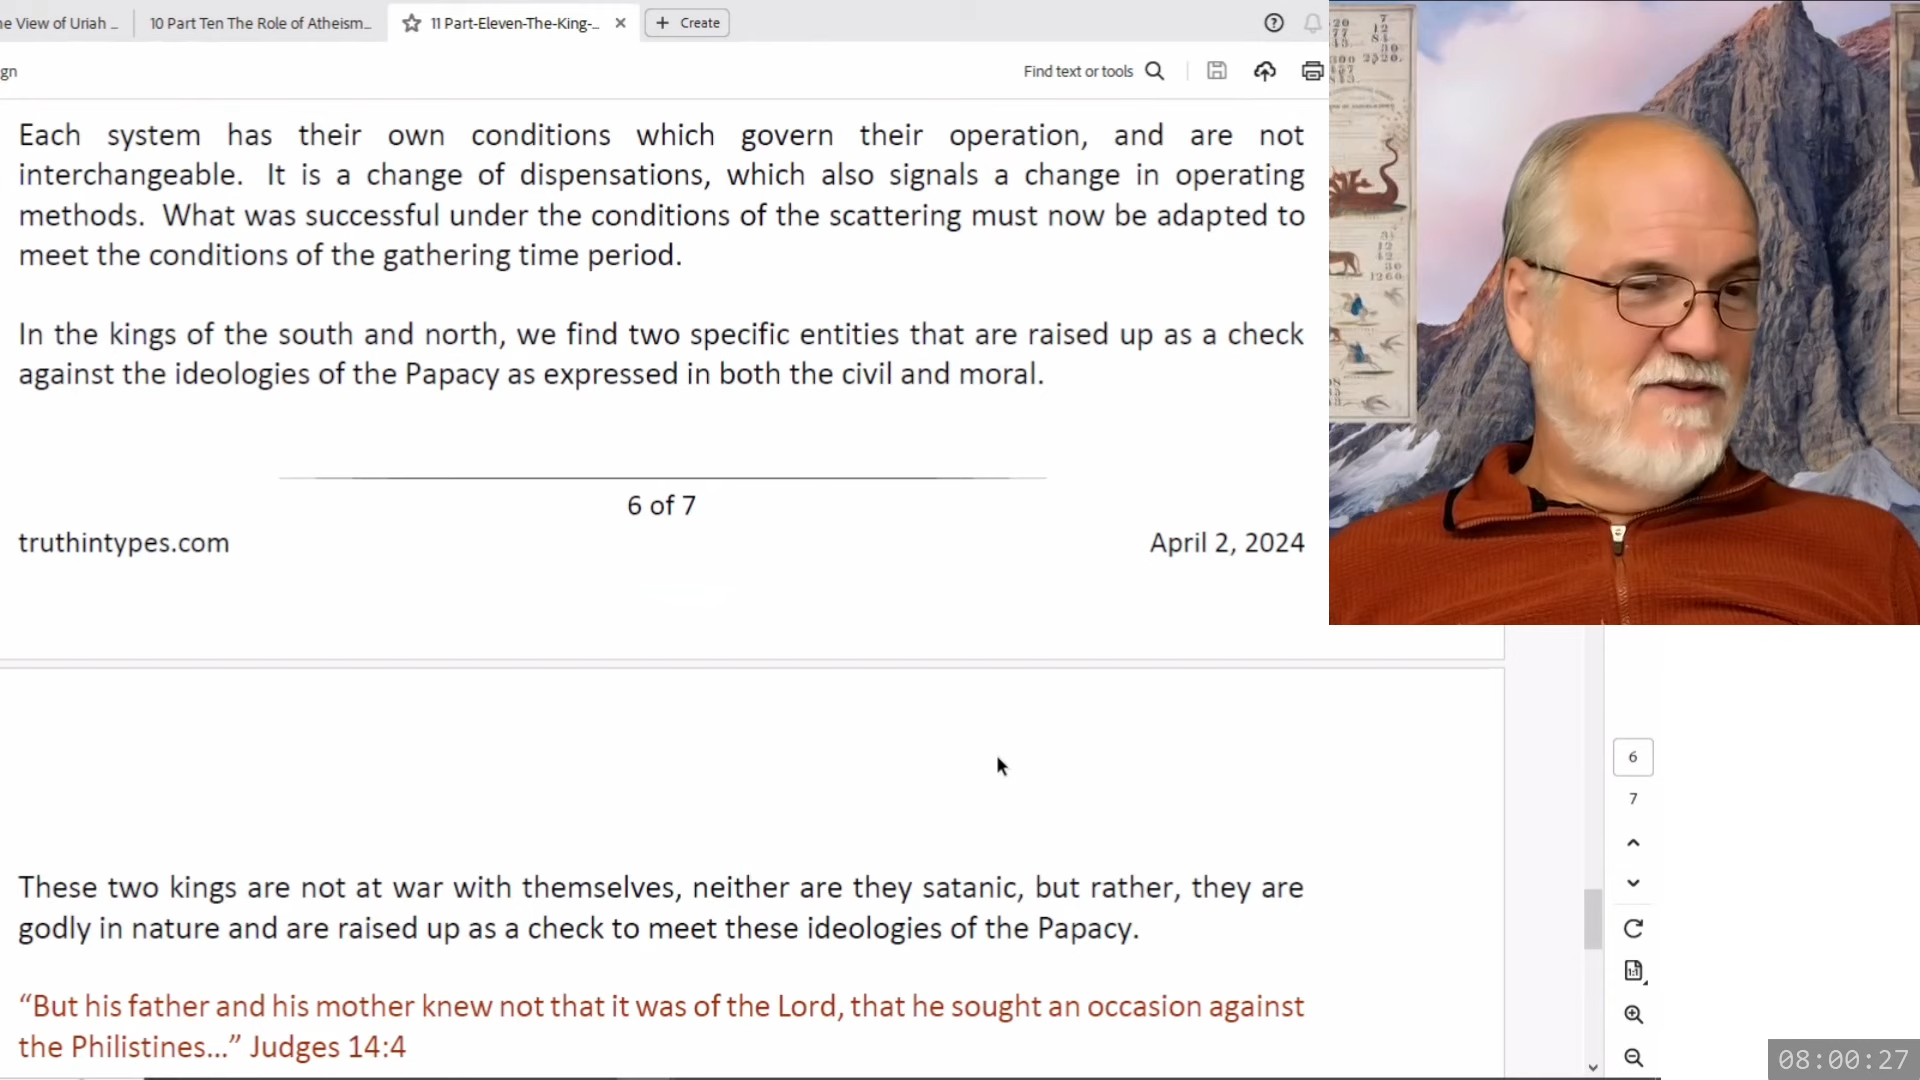 ne View of Uriah _
10 Part Ten The Role of Atheism...
11 Part-Eleven-The-King-...
Create
gn
Find text or tools
Each system has their own conditions which govern their operation, and are not
interchangeable. It is a change of dispensations, which also signals a change in operating
methods. What was successful under the conditions of the scattering must now be adapted to
meet the conditions of the gathering time period.
In the kings of the south and north, we find two specific entities that are raised up as a check
against the ideologies of the Papacy as expressed in both the civil and moral.
6 of 7
truthintypes.com
April 2, 2024
6
7
These two kings are not at war with themselves, neither are they satanic, but rather, they are
godly in nature and are raised up as a check to meet these ideologies of the Papacy.
“But his father and his mother knew not that it was of the Lord, that he sought an occasion against
the Philistines...” Judges 14:4
1:1
08:00:27